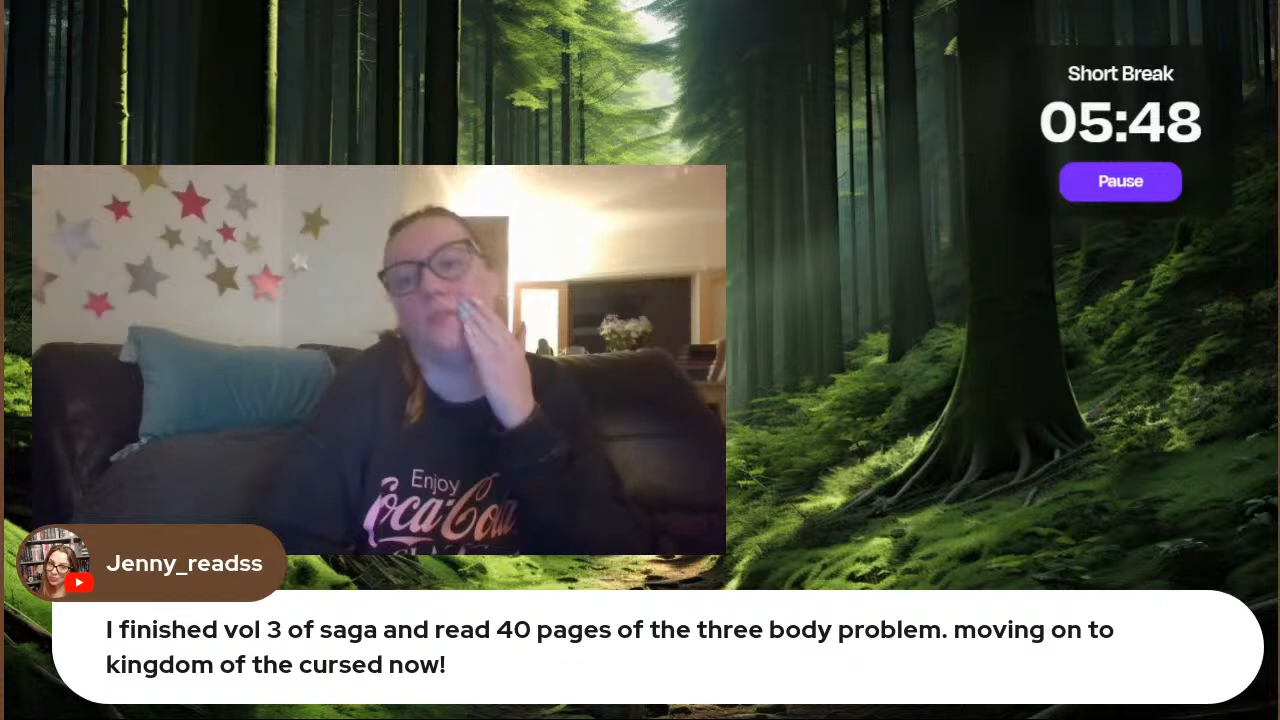 Short Break
05:48
Pause
Enjoy
Coca-Cola
Jenny_readss
I finished vol 3 of saga and read 40 pages of the three body problem. moving on to
kingdom of the cursed now!